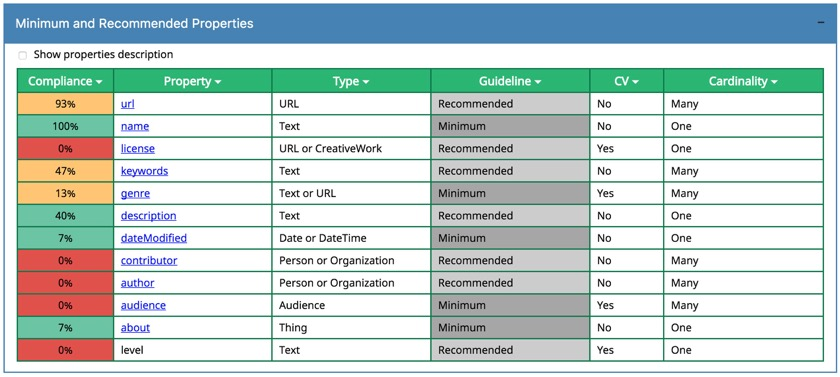 Minimum and Recommended Properties
Show properties description
Compliance Property Type Guideline CV Cardinality
93% url URL Recommended No Many
100% name Text Minimum No One
0% license URL or CreativeWork Recommended Yes One
47% keywords Text Recommended No Many
13% genre Text or URL Minimum Yes Many
40% description Text Recommended No One
7% dateModified Date or DateTime Minimum No One
0% contributor Person or Organization Recommended No Many
0% author Person or Organization Recommended No Many
0% audience Audience Minimum Yes Many
7% about Thing Minimum No One
0% level Text Recommended Yes One